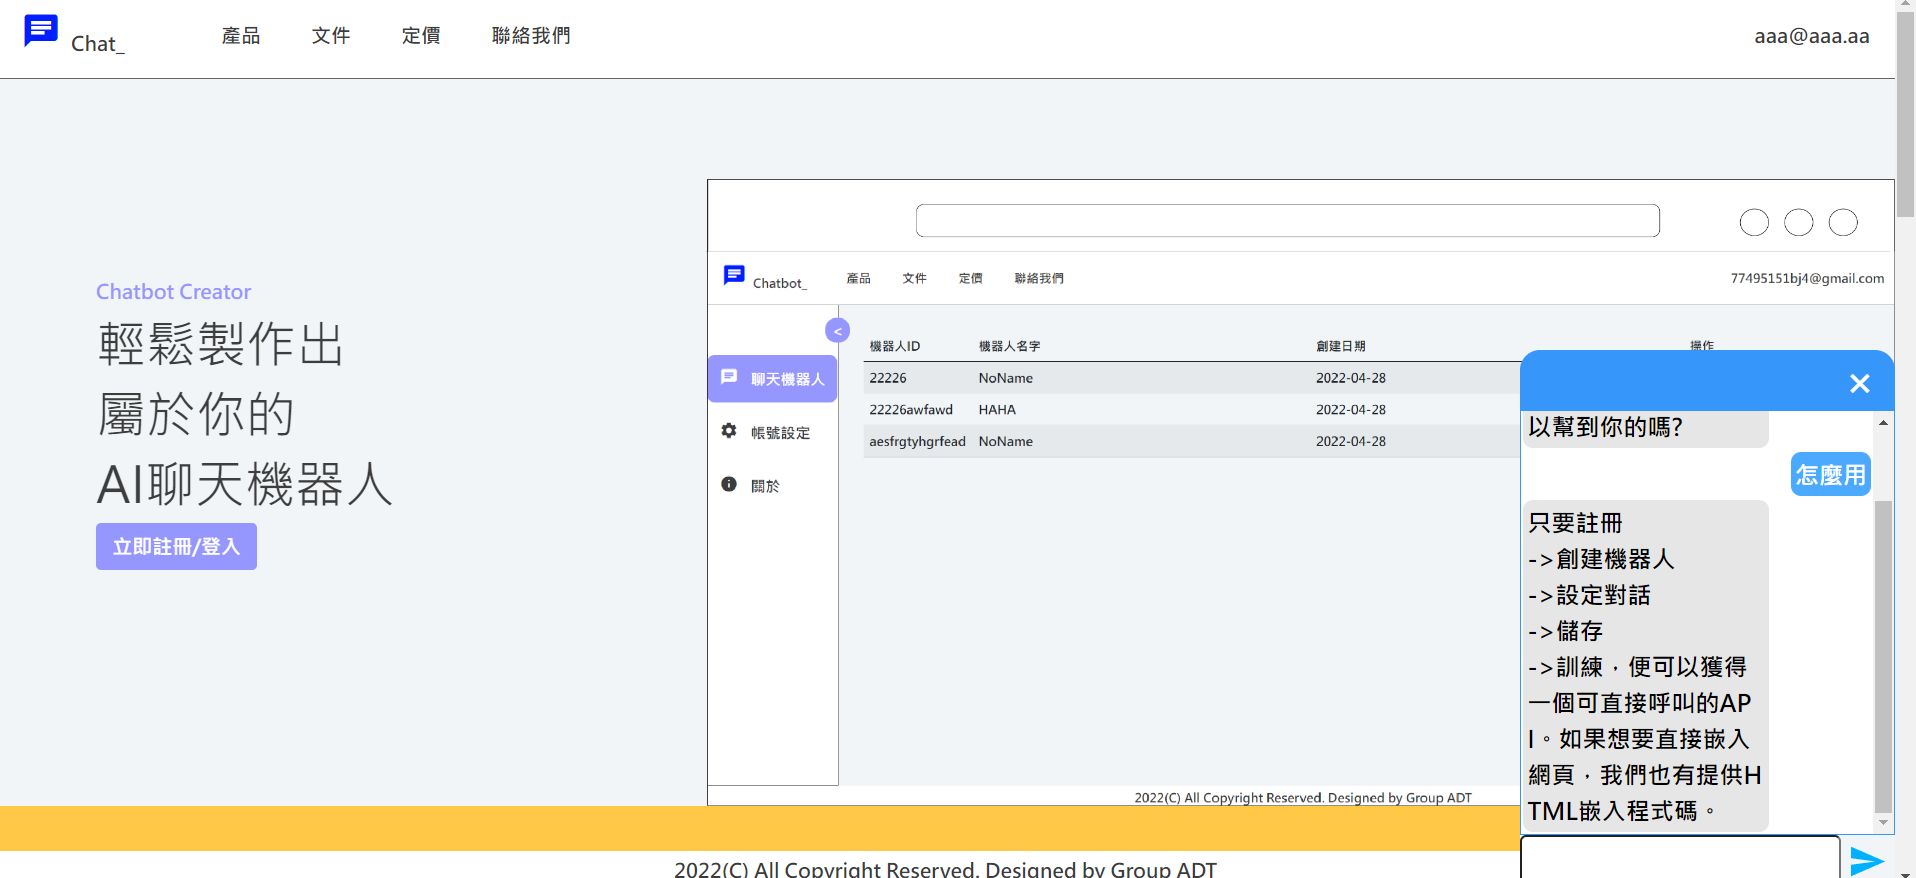 Chat_
產品
文件
定價
聯絡我們
aaa@aaa.aa
Chatbot Creator
輕鬆製作出
屬於你的
AI聊天機器人
立即註冊/登入
Chatbot_
產品
文件
定價
聯絡我們
77495151bj4@gmail.com
<
聊天機器人
帳號設定
關於
機器人ID 機器人名字 創建日期 操作
22226 NoName 2022-04-28
22226awfawd HAHA 2022-04-28
aesfrgtyhgrfead NoName 2022-04-28
2022(C) All Copyright Reserved. Designed by Group ADT
以幫到你的嗎?
怎麼用
只要註冊
->創建機器人
->設定對話
->儲存
->訓練，便可以獲得
一個可直接呼叫的AP
I。如果想要直接嵌入
網頁，我們也有提供H
TML嵌入程式碼。
2022(C) All Copyright Reserved. Designed by Group ADT